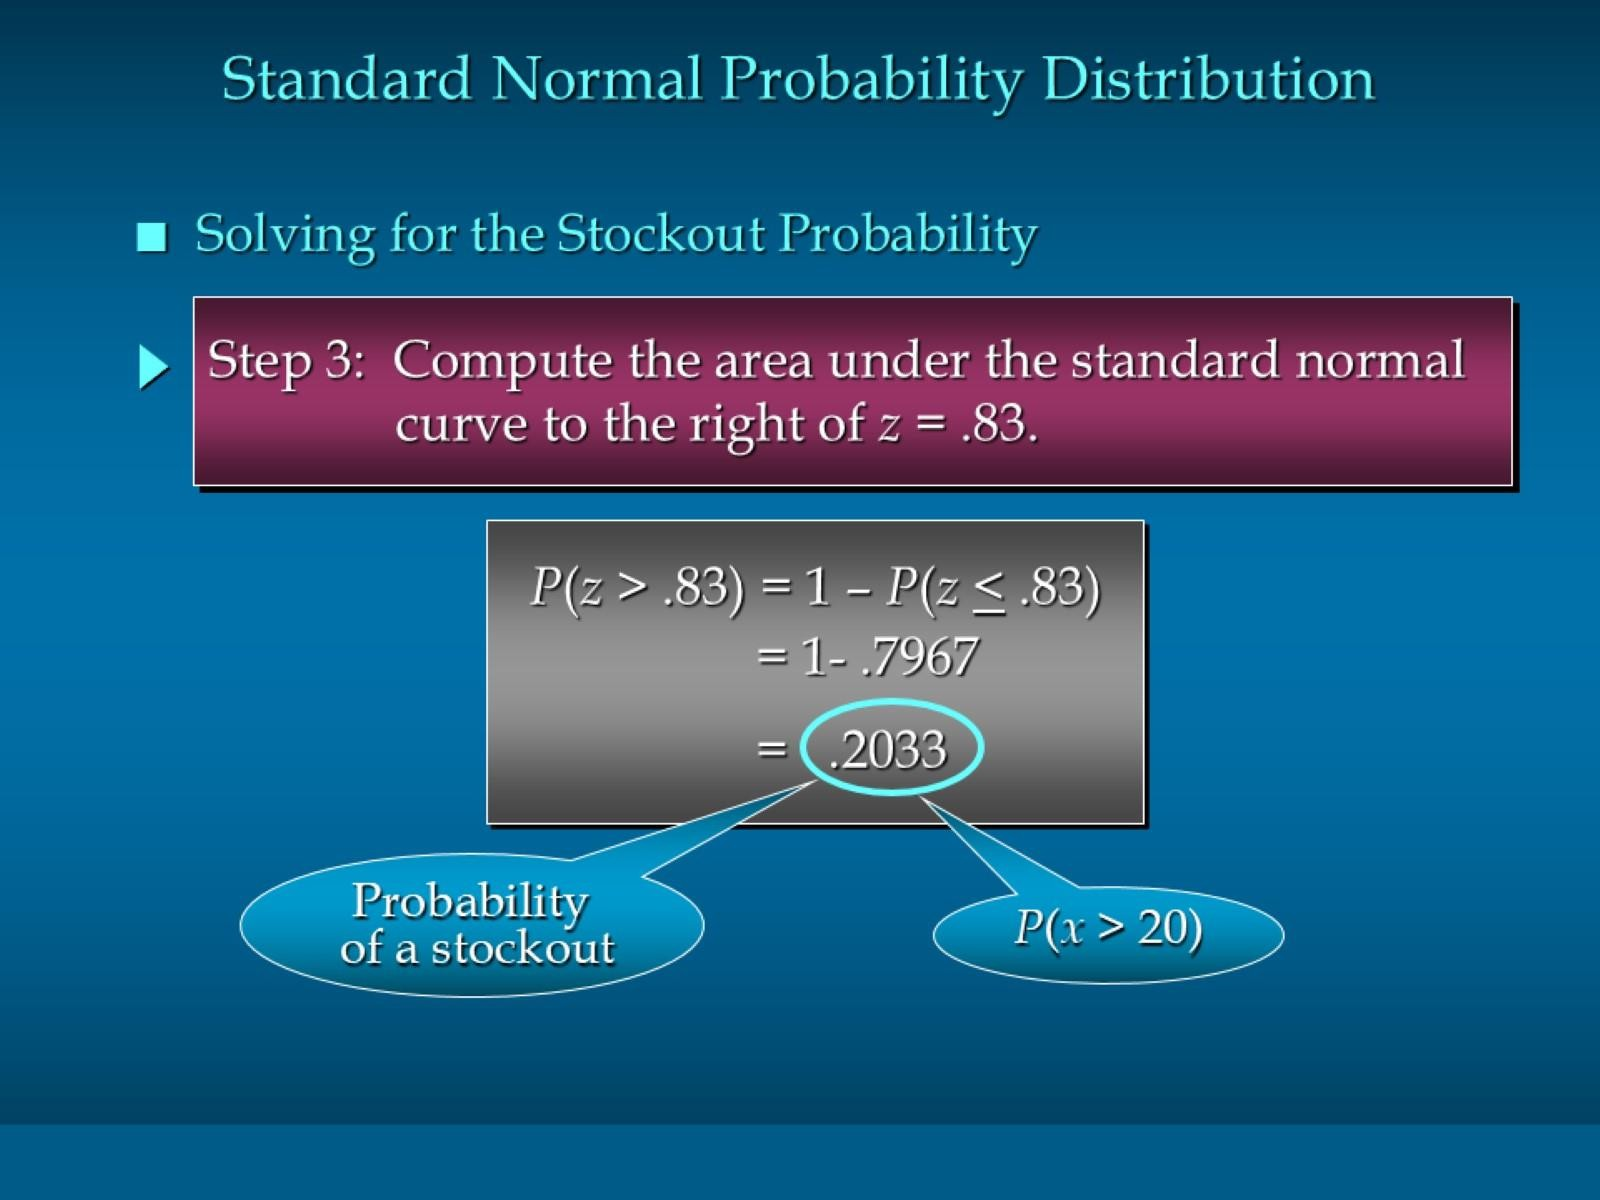 Standard Normal Probability Distribution
Solving for the Stockout Probability
Step 3: Compute the area under the standard normal
curve to the right of z = .83.
P(z > .83) = 1 – P(z ≤ .83)
= 1- .7967
= .2033
Probability
of a stockout
P(x > 20)